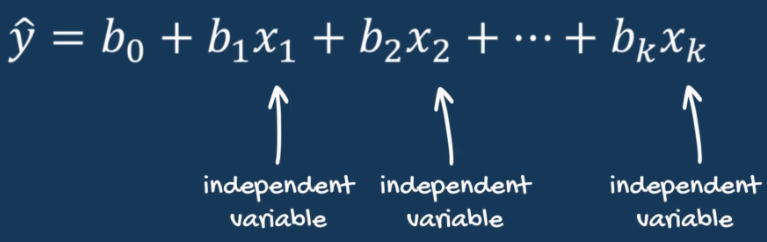 ŷ = b₀ + b₁x₁ + b₂x₂ + ⋯ + bₖxₖ
independent independent independent
variable variable variable